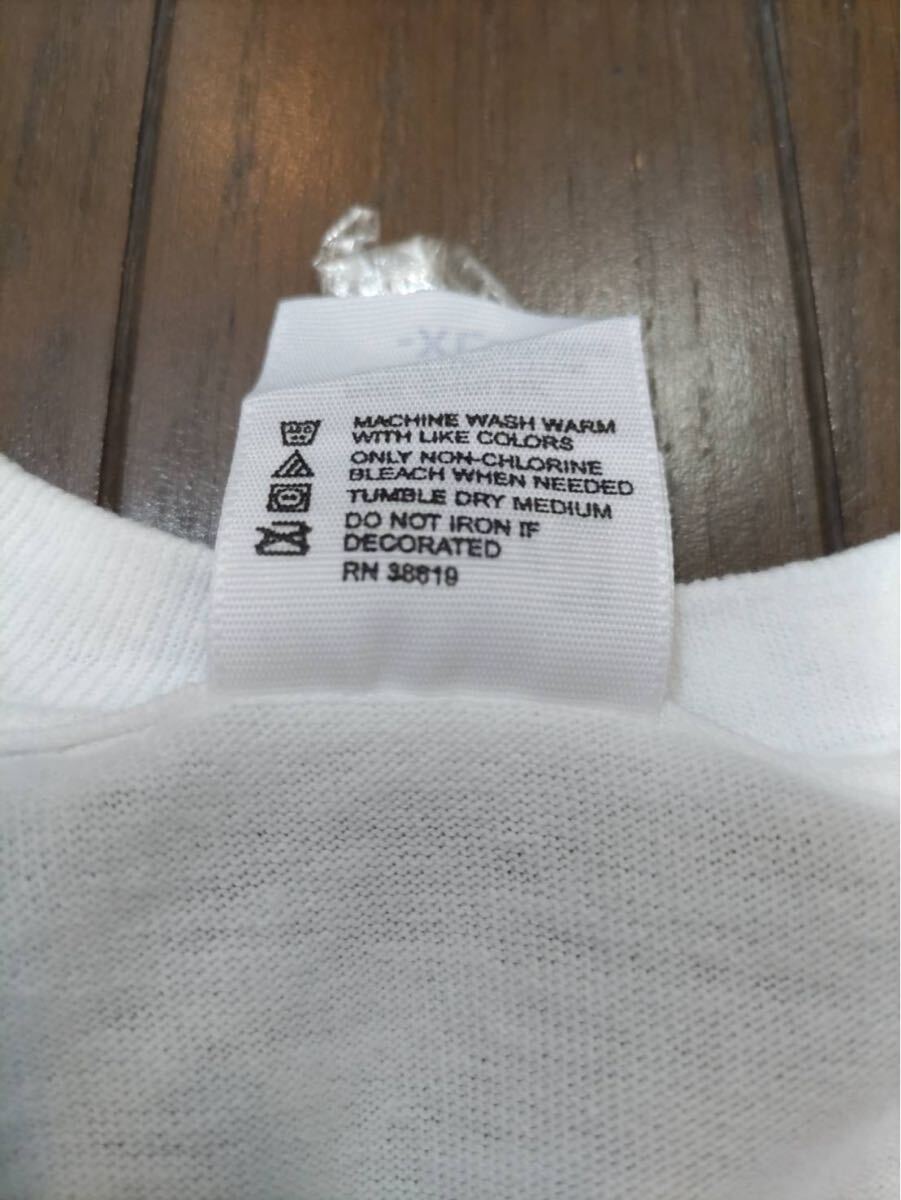 MACHINE WASH WARM
WITH LIKE COLORS
ONLY NON-CHLORINE
BLEACH WHEN NEEDED
TUMBLE DRY MEDIUM
DO NOT IRON IF
DECORATED
RN 38619